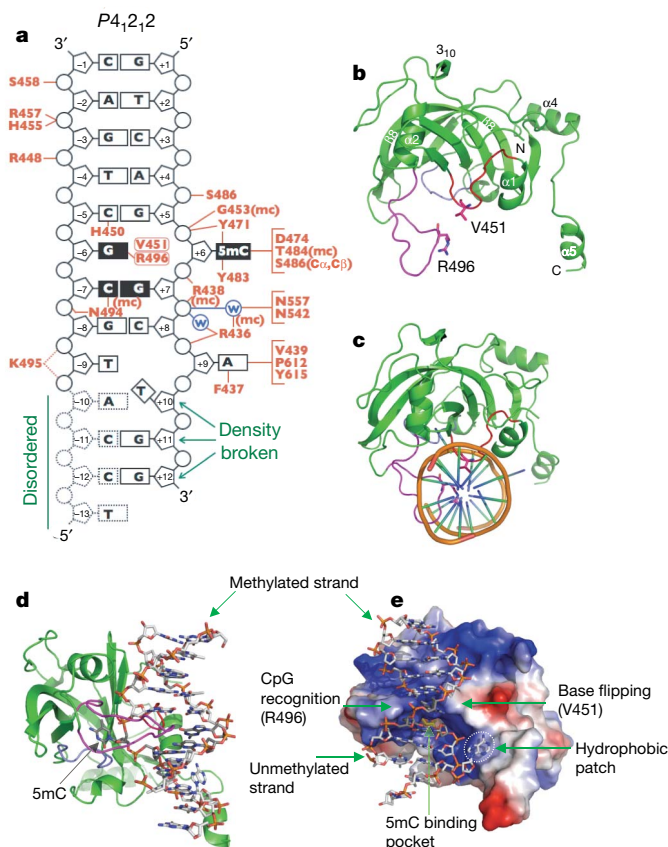 P4₁2₁2
a
3′
5′
−1 C G +1
S458
−2 A T +2
R457
H455
−3 G C +3
R448
−4 T A +4
S486
−5 C G +5
G453(mc)
H450
Y471
−6 G
V451
R496
+6 5mC
D474
T484(mc)
S486(Cα,Cβ)
Y483
−7 C G +7
R438
(mc)
(mc)
N494
W
N557
N542
W
(mc)
−8 G C +8
R436
K495
−9 T
+9 A
V439
P612
Y615
F437
−10 A
T +10
Disordered
−11 C G +11
Density
broken
−12 C G +12
3′
−13 T
5′
b
3₁₀
α4
β8
α2
N
α1
V451
R496
α5
C
c
d
Methylated strand
e
CpG
recognition
(R496)
Base flipping
(V451)
Unmethylated
strand
Hydrophobic
patch
5mC
5mC binding
pocket